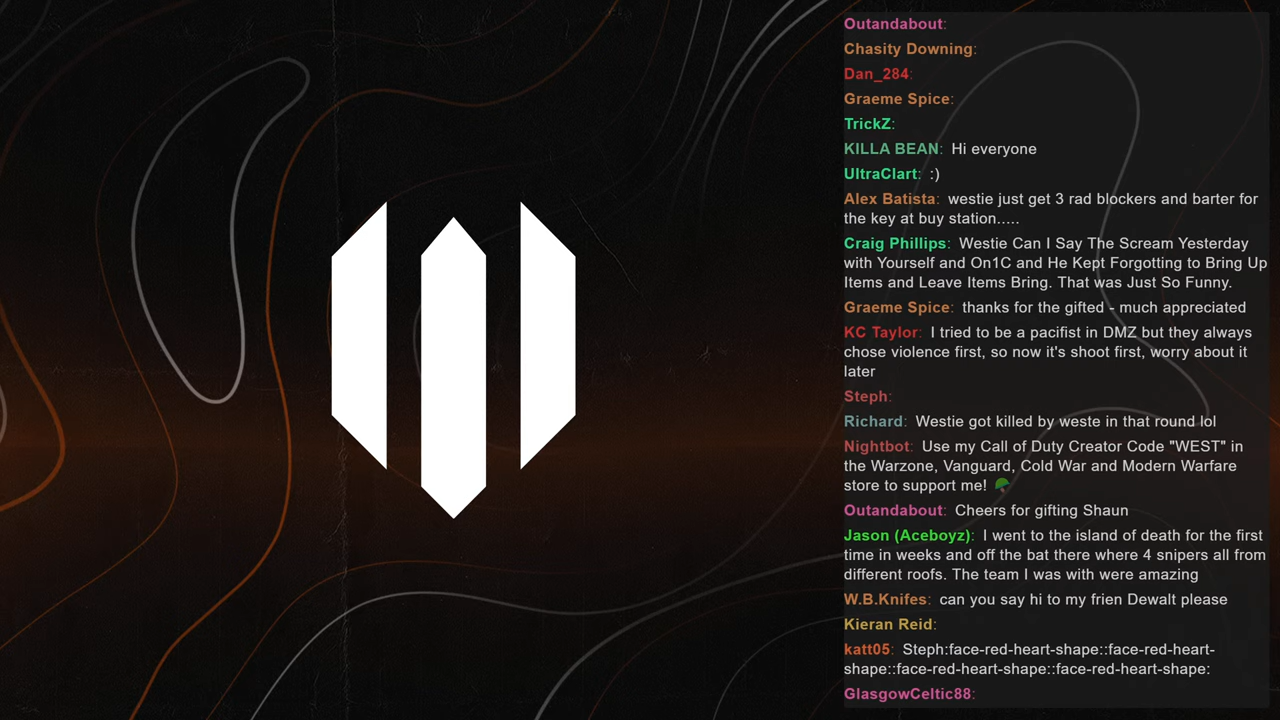 Outandabout:
Chasity Downing:
Dan_284:
Graeme Spice:
TrickZ:
KILLA BEAN: Hi everyone
UltraClart: :)
Alex Batista: westie just get 3 rad blockers and barter for
the key at buy station.....
Craig Phillips: Westie Can I Say The Scream Yesterday
with Yourself and On1C and He Kept Forgotting to Bring Up
Items and Leave Items Bring. That was Just So Funny.
Graeme Spice: thanks for the gifted - much appreciated
KC Taylor: I tried to be a pacifist in DMZ but they always
chose violence first, so now it's shoot first, worry about it
later
Steph:
Richard: Westie got killed by weste in that round lol
Nightbot: Use my Call of Duty Creator Code "WEST" in
the Warzone, Vanguard, Cold War and Modern Warfare
store to support me!
Outandabout: Cheers for gifting Shaun
Jason (Aceboyz): I went to the island of death for the first
time in weeks and off the bat there where 4 snipers all from
different roofs. The team I was with were amazing
W.B.Knifes: can you say hi to my frien Dewalt please
Kieran Reid:
katt05: Steph:face-red-heart-shape::face-red-heart-
shape::face-red-heart-shape::face-red-heart-shape:
GlasgowCeltic88: